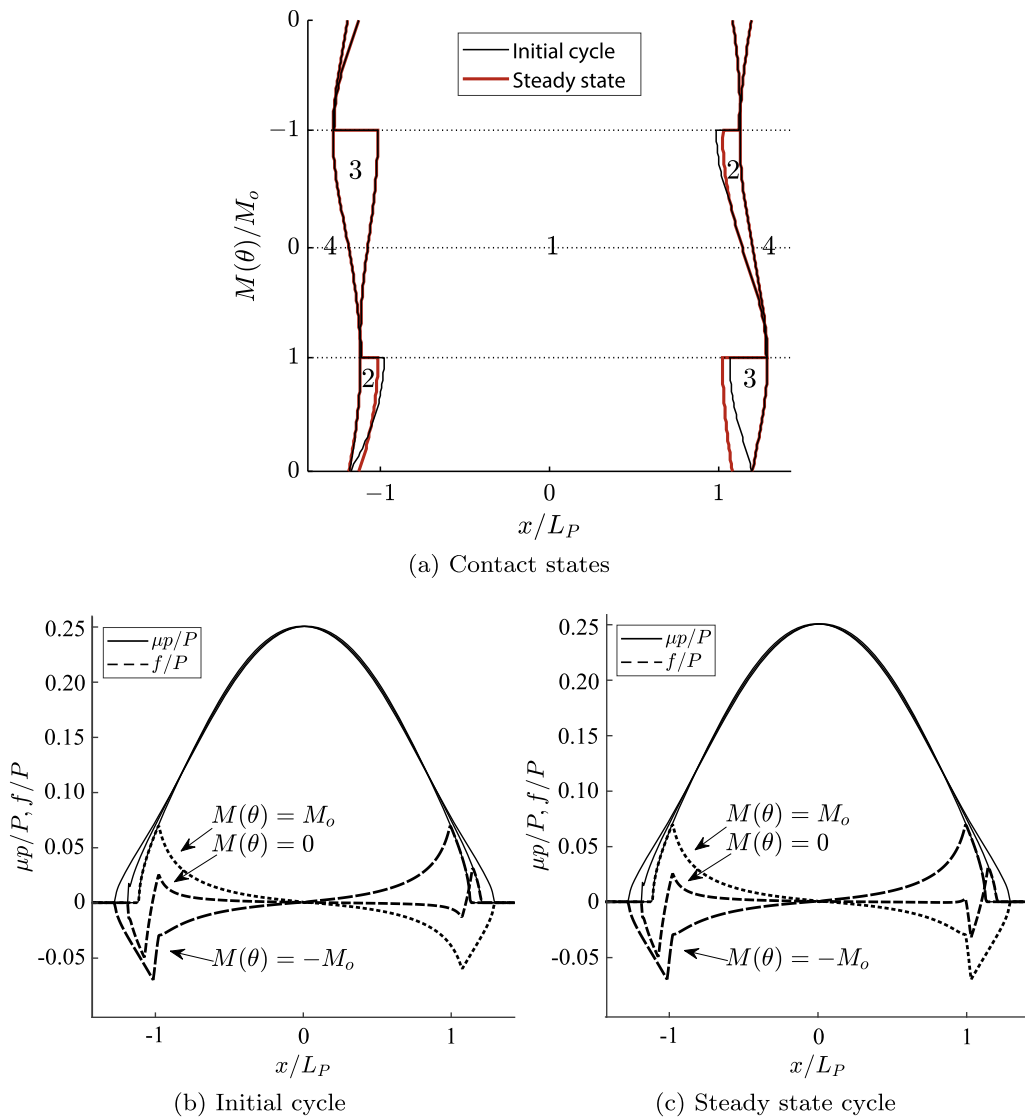 0
Initial cycle
Steady state
−1
3
2
M(θ)/M_o
0
4
1
4
1
2
3
0
−1
0
1
x/L_P
(a) Contact states
μp/P, f/P
0.25
0.20
0.15
0.10
0.05
0
-0.05
μp/P
f/P
M(θ) = M_o
M(θ) = 0
M(θ) = −M_o
-1
0
1
x/L_P
(b) Initial cycle
μp/P, f/P
0.25
0.20
0.15
0.10
0.05
0
-0.05
μp/P
f/P
M(θ) = M_o
M(θ) = 0
M(θ) = −M_o
-1
0
1
x/L_P
(c) Steady state cycle